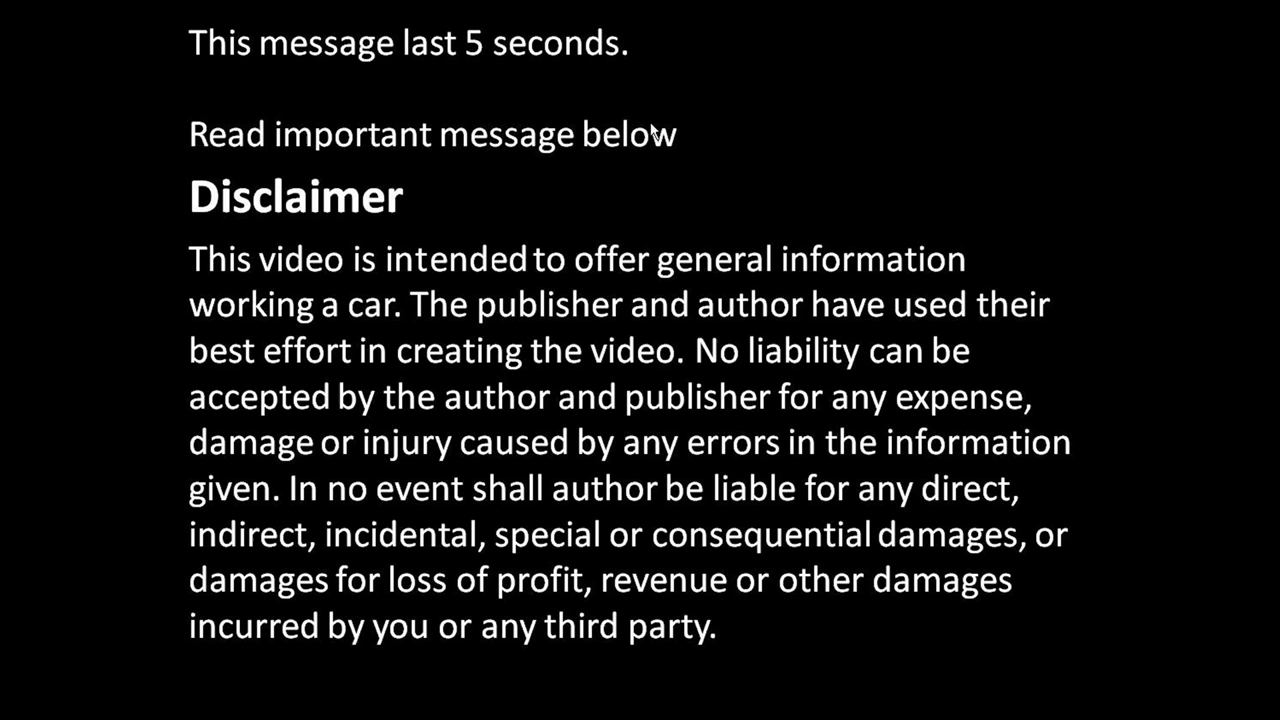 This message last 5 seconds.
Read important message below
Disclaimer
This video is intended to offer general information
working a car. The publisher and author have used their
best effort in creating the video. No liability can be
accepted by the author and publisher for any expense,
damage or injury caused by any errors in the information
given. In no event shall author be liable for any direct,
indirect, incidental, special or consequential damages, or
damages for loss of profit, revenue or other damages
incurred by you or any third party.